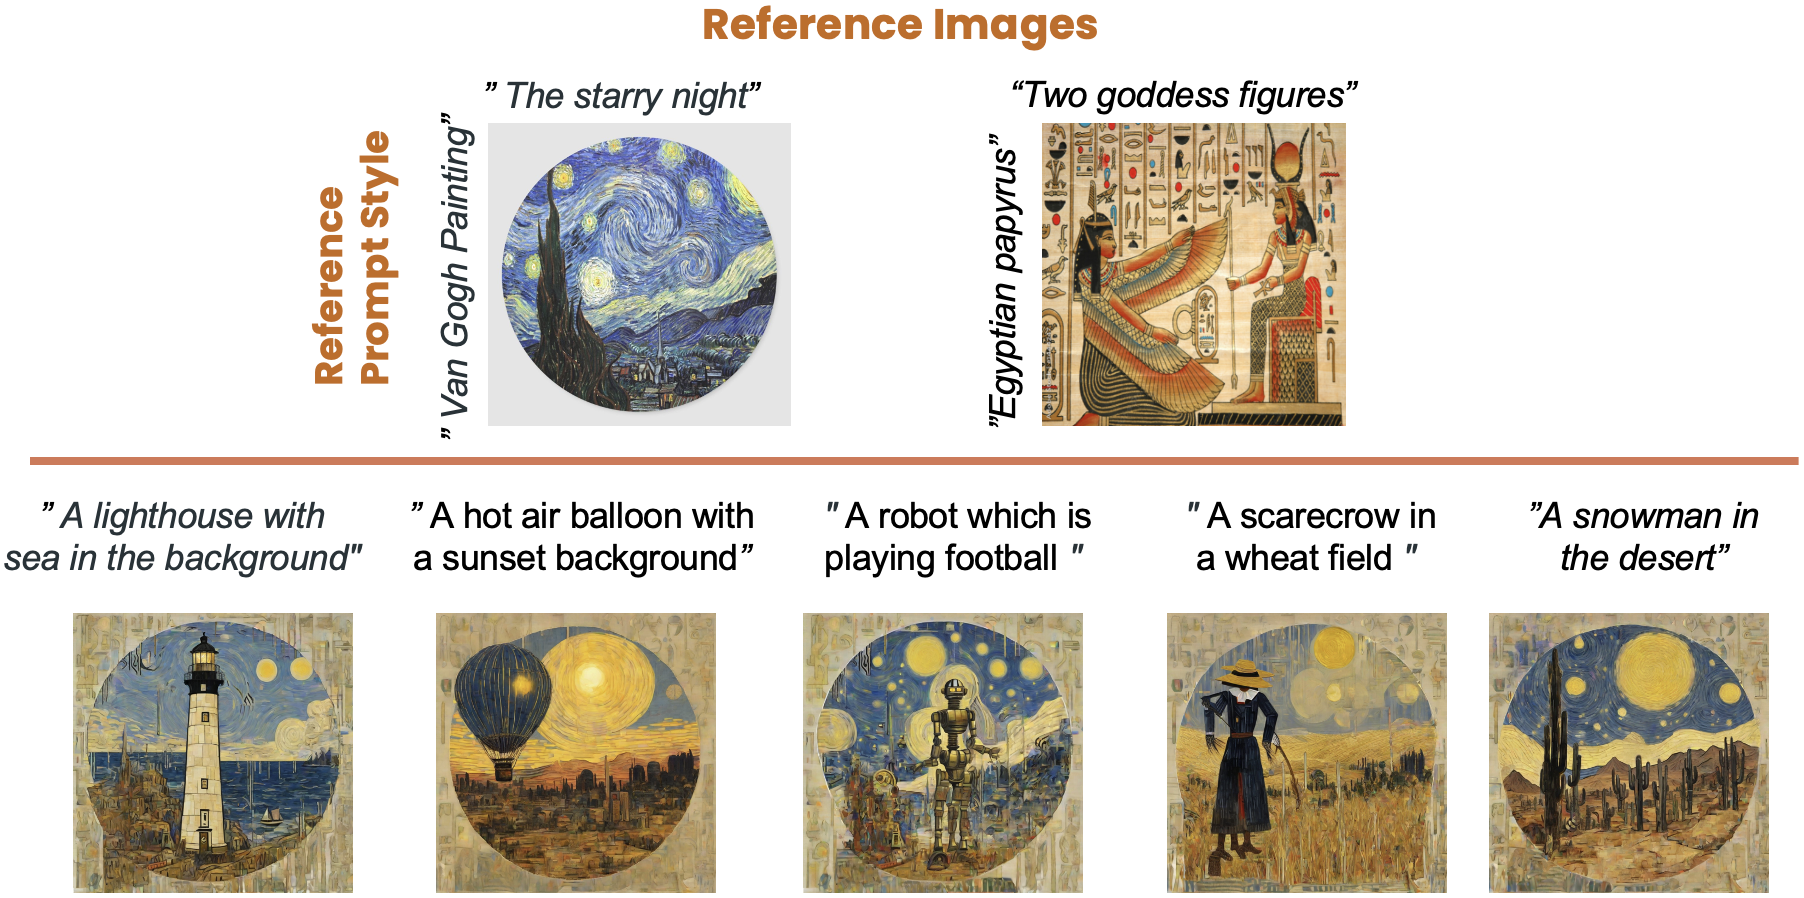 Reference Images
” The starry night”
“Two goddess figures”
Reference
Prompt Style
” Van Gogh Painting”
”Egyptian papyrus”
” A lighthouse with
sea in the background"
” A hot air balloon with
a sunset background”
" A robot which is
playing football "
" A scarecrow in
a wheat field "
”A snowman in
the desert”